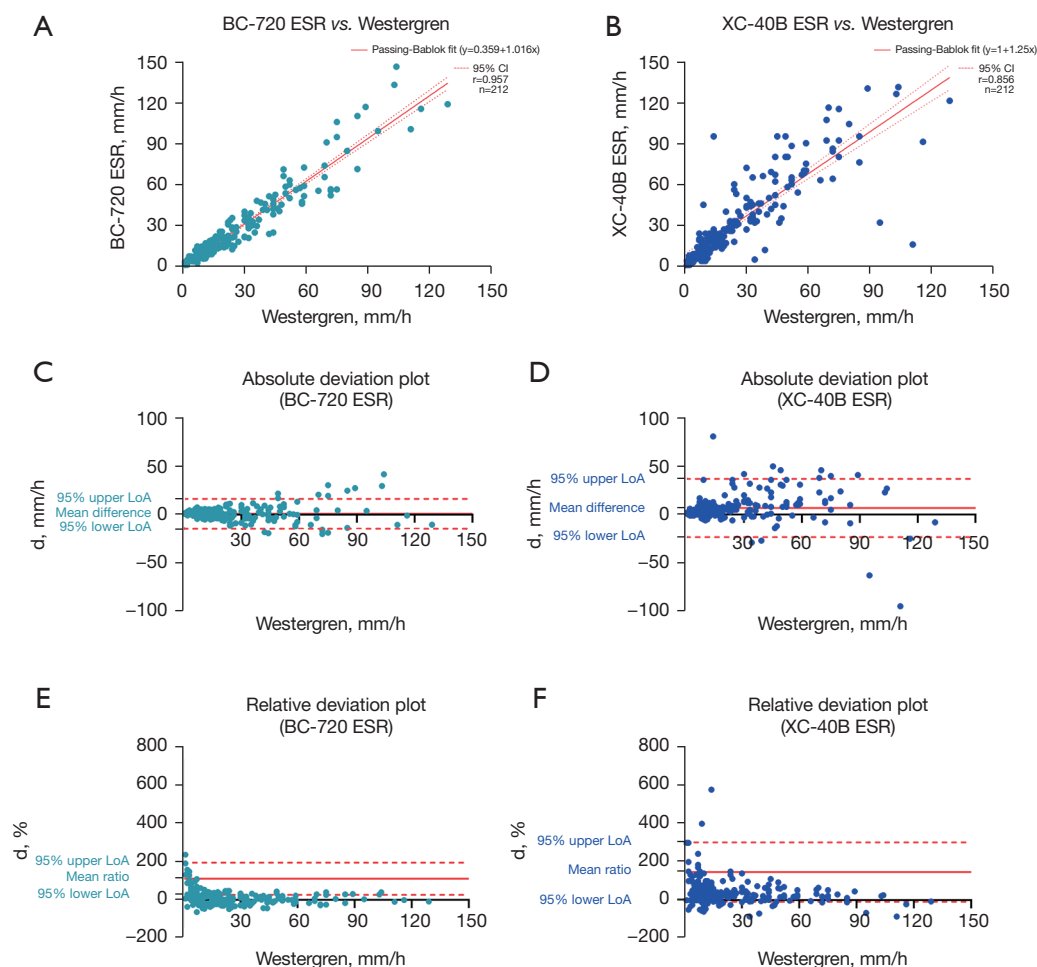 A
BC-720 ESR vs. Westergren
Passing-Bablok fit (y=0.359+1.016x)
95% CI
r=0.957
n=212
BC-720 ESR, mm/h
150
120
90
60
30
0
0 30 60 90 120 150
Westergren, mm/h
B
XC-40B ESR vs. Westergren
Passing-Bablok fit (y=1+1.25x)
95% CI
r=0.856
n=212
XC-40B ESR, mm/h
150
120
90
60
30
0
0 30 60 90 120 150
Westergren, mm/h
C
Absolute deviation plot
(BC-720 ESR)
d, mm/h
100
50
0
−50
−100
95% upper LoA
Mean difference
95% lower LoA
30 60 90 120 150
Westergren, mm/h
D
Absolute deviation plot
(XC-40B ESR)
d, mm/h
100
50
0
−50
−100
95% upper LoA
Mean difference
95% lower LoA
30 60 90 120 150
Westergren, mm/h
E
Relative deviation plot
(BC-720 ESR)
d, %
800
600
400
200
0
−200
95% upper LoA
Mean ratio
95% lower LoA
30 60 90 120 150
Westergren, mm/h
F
Relative deviation plot
(XC-40B ESR)
d, %
800
600
400
200
0
−200
95% upper LoA
Mean ratio
95% lower LoA
30 60 90 120 150
Westergren, mm/h